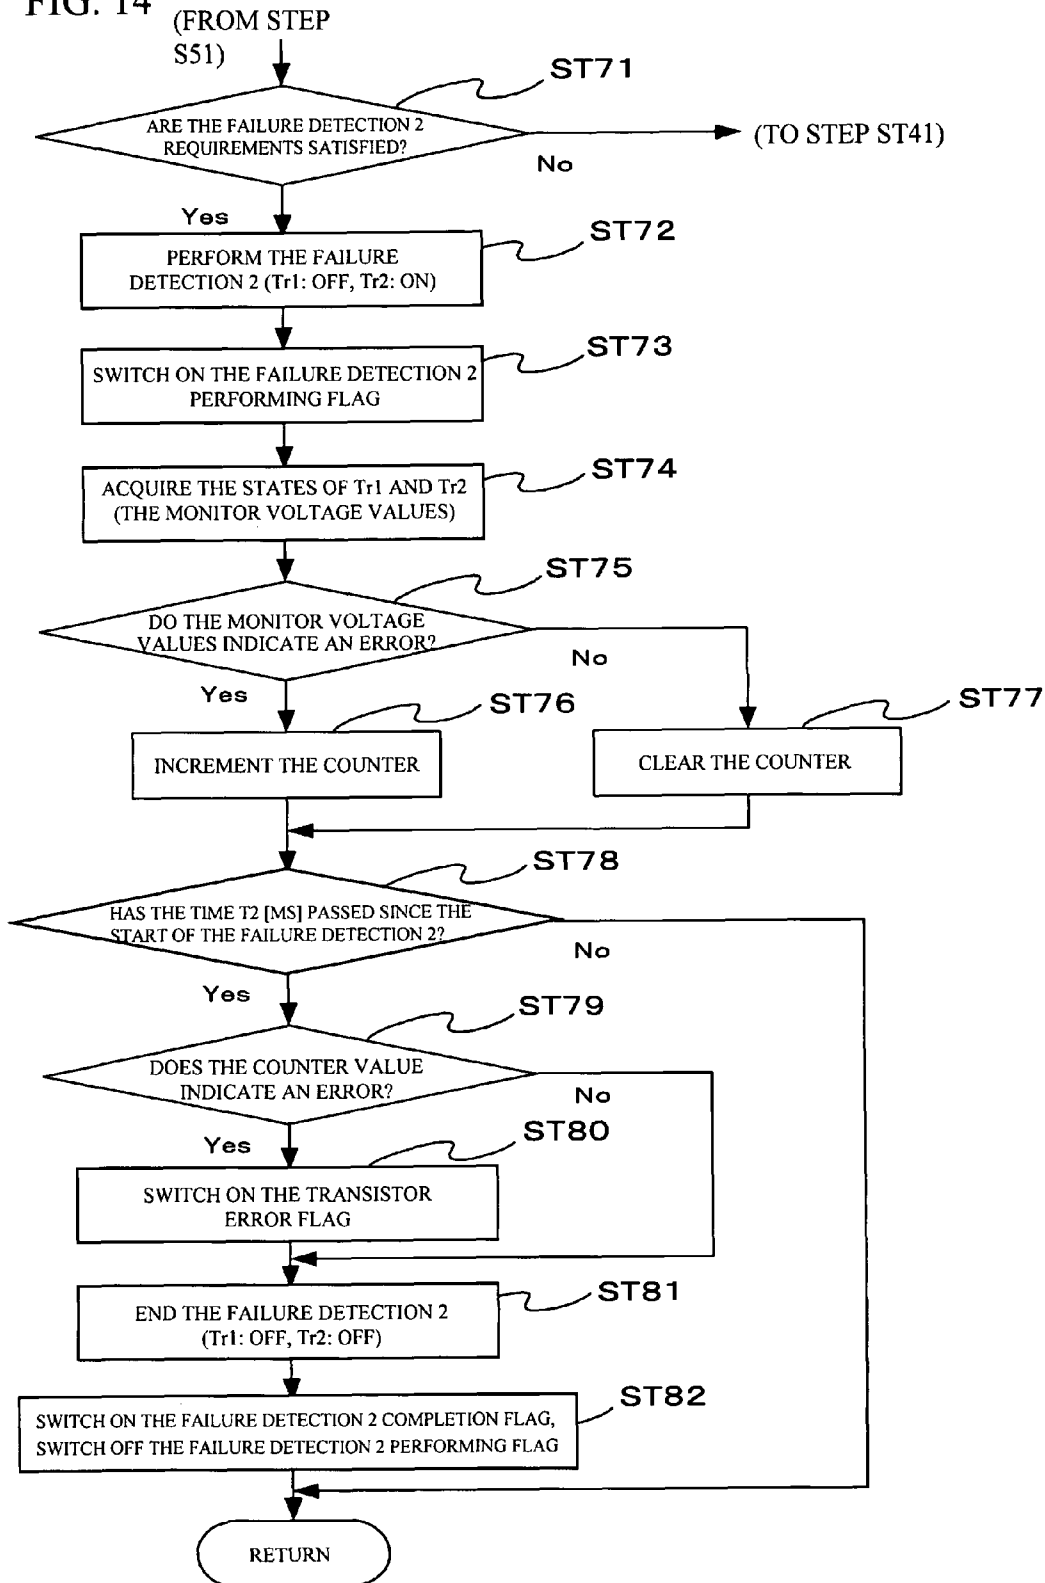 FIG. 14
(FROM STEP
S51)
ST71
ARE THE FAILURE DETECTION 2
REQUIREMENTS SATISFIED?
(TO STEP ST41)
No
Yes
ST72
PERFORM THE FAILURE
DETECTION 2 (Tr1: OFF, Tr2: ON)
ST73
SWITCH ON THE FAILURE DETECTION 2
PERFORMING FLAG
ST74
ACQUIRE THE STATES OF Tr1 AND Tr2
(THE MONITOR VOLTAGE VALUES)
ST75
DO THE MONITOR VOLTAGE
VALUES INDICATE AN ERROR?
No
Yes
ST76
ST77
INCREMENT THE COUNTER
CLEAR THE COUNTER
ST78
HAS THE TIME T2 [MS] PASSED SINCE THE
START OF THE FAILURE DETECTION 2?
No
Yes
ST79
DOES THE COUNTER VALUE
INDICATE AN ERROR?
No
Yes
ST80
SWITCH ON THE TRANSISTOR
ERROR FLAG
ST81
END THE FAILURE DETECTION 2
(Tr1: OFF, Tr2: OFF)
ST82
SWITCH ON THE FAILURE DETECTION 2 COMPLETION FLAG,
SWITCH OFF THE FAILURE DETECTION 2 PERFORMING FLAG
RETURN